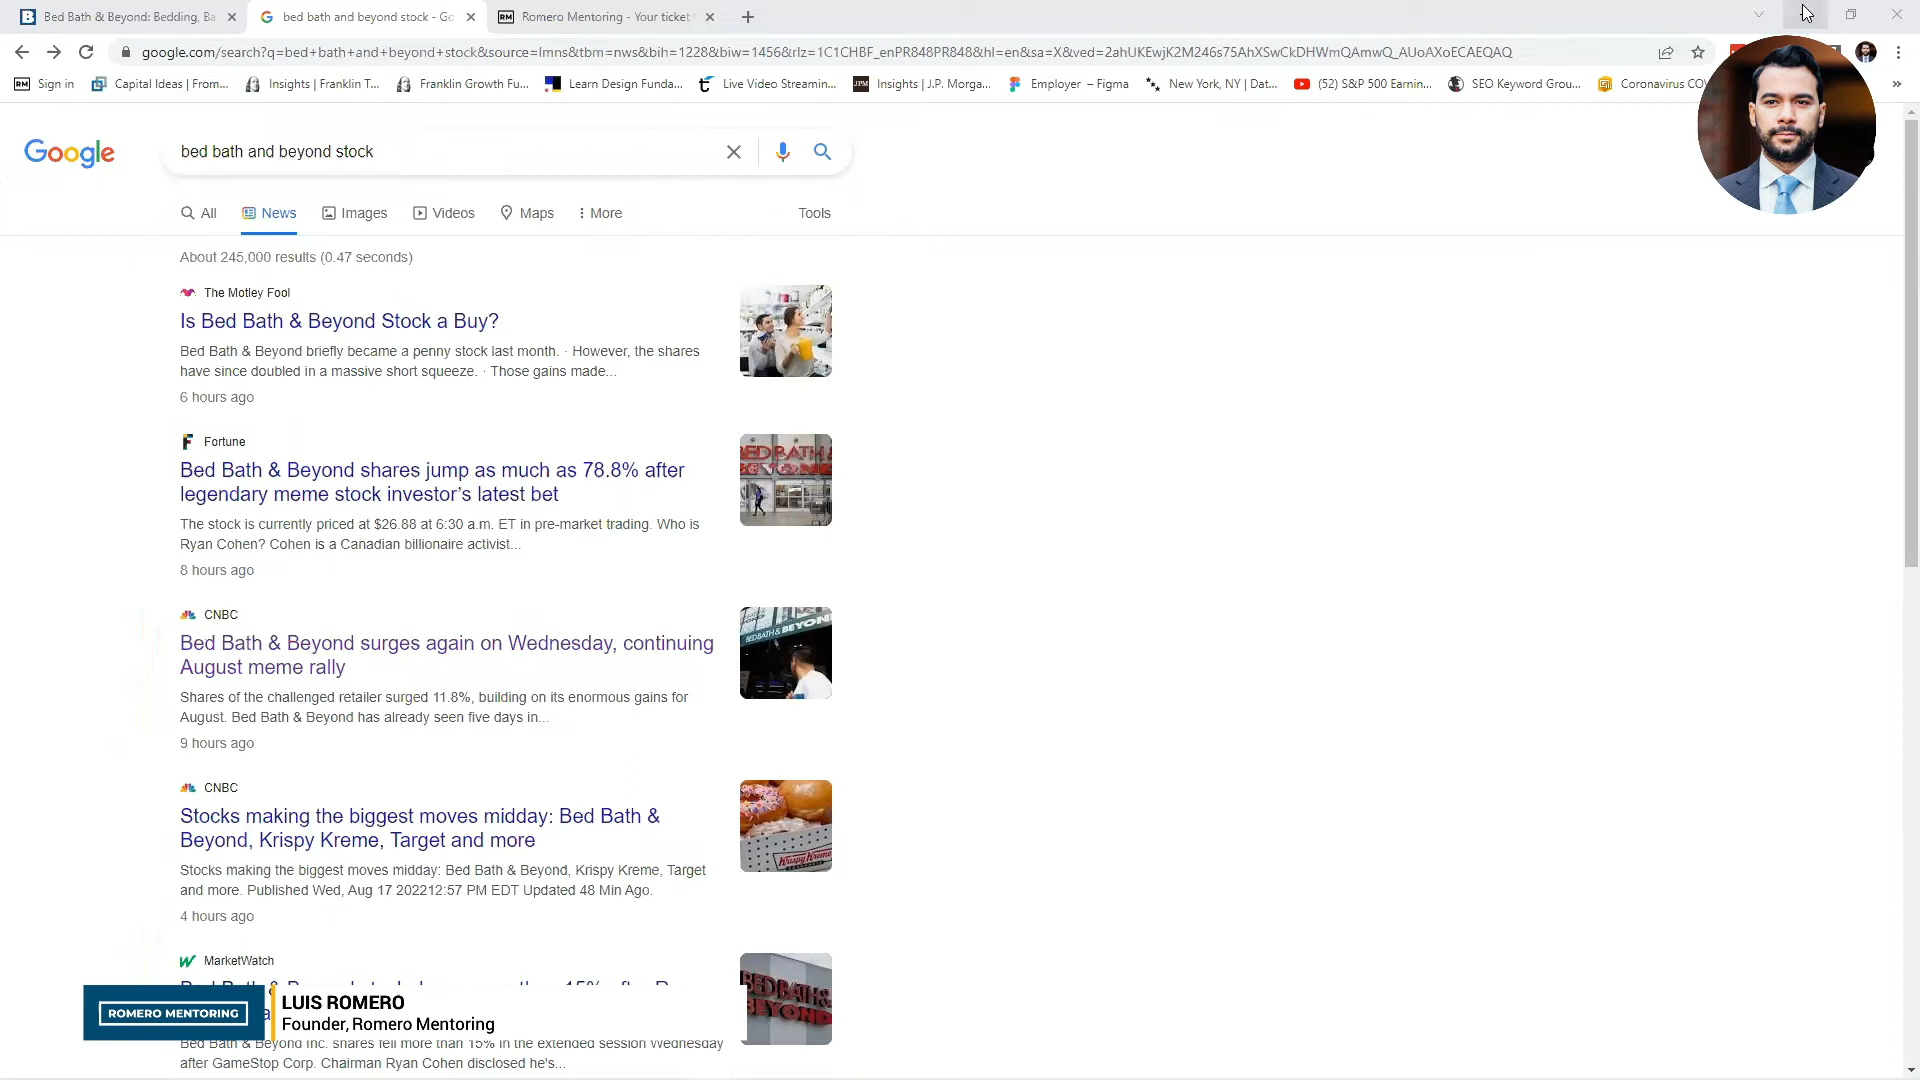 Bed Bath & Beyond: Bedding, Ba
bed bath and beyond stock - Go
RM Romero Mentoring - Your ticket
google.com/search?q=bed+bath+and+beyond+stock&source=lmns&tbm=nws&bih=1228&biw=1456&rlz=1C1CHBF_enPR848PR848&hl=en&sa=X&ved=2ahUKEwjK2M246s75AhXSwCkDHWmQAmwQ_AUoAXoECAEQAQ
RM Sign in
Capital Ideas | From...
Insights | Franklin T...
Franklin Growth Fu...
Learn Design Funda...
Live Video Streamin...
JPM Insights | J.P. Morga...
Employer – Figma
New York, NY | Dat...
(52) S&P 500 Earnin...
SEO Keyword Grou...
Coronavirus COV
Google
bed bath and beyond stock
All News Images Videos Maps More Tools
About 245,000 results (0.47 seconds)
The Motley Fool
Is Bed Bath & Beyond Stock a Buy?
Bed Bath & Beyond briefly became a penny stock last month. · However, the shares
have since doubled in a massive short squeeze. · Those gains made...
6 hours ago
Fortune
Bed Bath & Beyond shares jump as much as 78.8% after
legendary meme stock investor’s latest bet
The stock is currently priced at $26.88 at 6:30 a.m. ET in pre-market trading. Who is
Ryan Cohen? Cohen is a Canadian billionaire activist...
8 hours ago
CNBC
Bed Bath & Beyond surges again on Wednesday, continuing
August meme rally
Shares of the challenged retailer surged 11.8%, building on its enormous gains for
August. Bed Bath & Beyond has already seen five days in...
9 hours ago
BED BATH & BEYOND
CNBC
Stocks making the biggest moves midday: Bed Bath &
Beyond, Krispy Kreme, Target and more
Stocks making the biggest moves midday: Bed Bath & Beyond, Krispy Kreme, Target
and more. Published Wed, Aug 17 202212:57 PM EDT Updated 48 Min Ago.
4 hours ago
Krispy Kreme
MarketWatch
BED BATH &
BEYOND
ROMERO MENTORING
LUIS ROMERO
Founder, Romero Mentoring
Bed Bath & Beyond Inc. shares fell more than 15% in the extended session Wednesday
after GameStop Corp. Chairman Ryan Cohen disclosed he's...